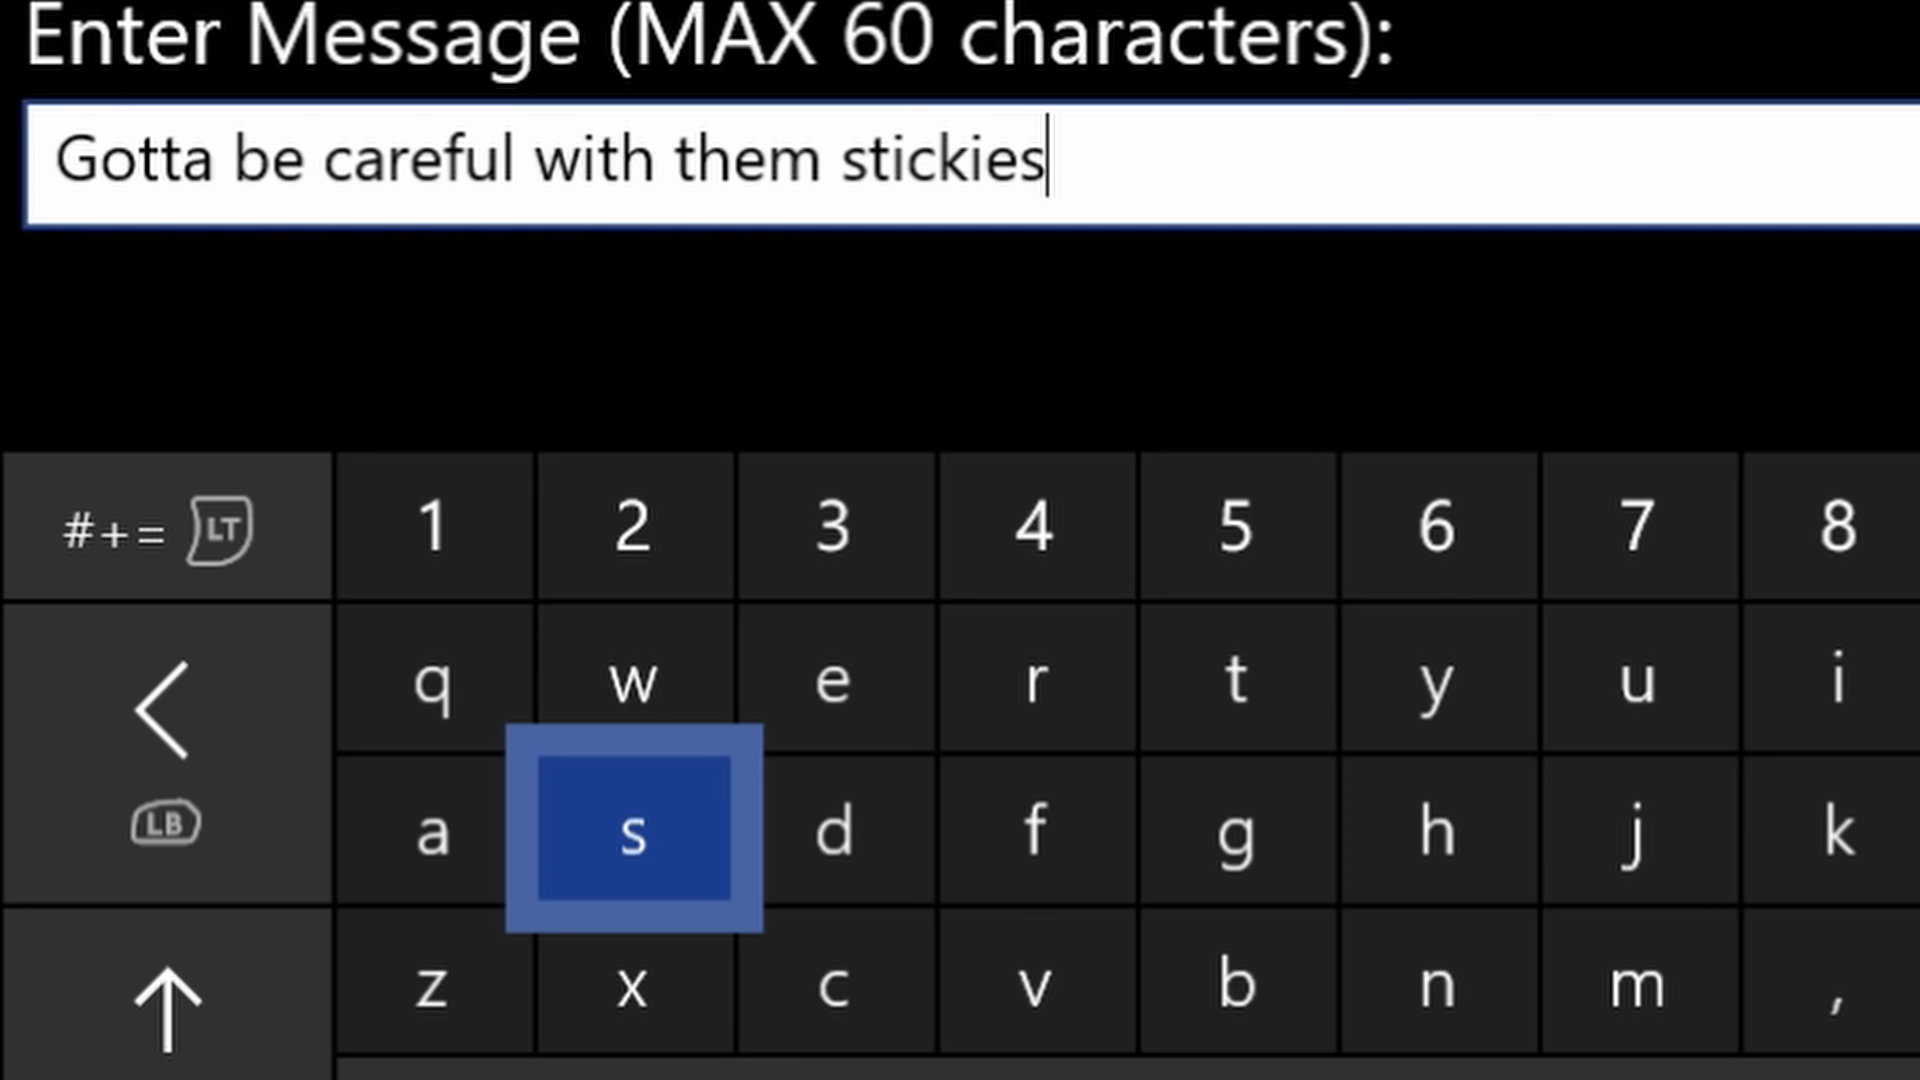 Enter Message (MAX 60 characters):
Gotta be careful with them stickies
#+= LT 1 2 3 4 5 6 7 8
q w e r t y u i
LB a s d f g h j k
z x c v b n m ,